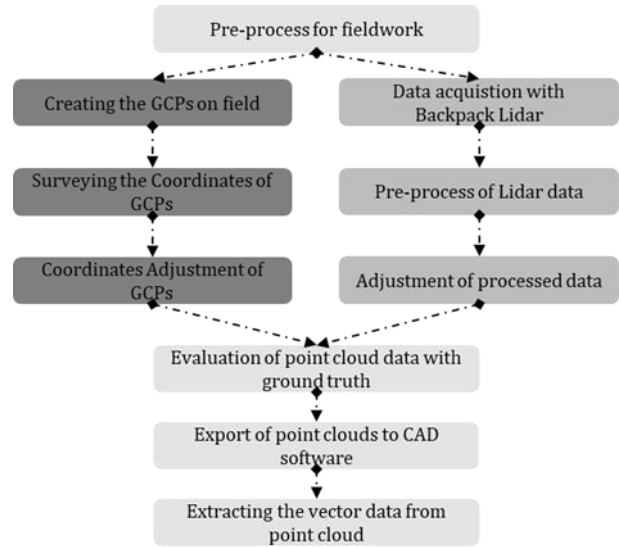 Pre-process for fieldwork
Creating the GCPs on field
Data acquistion with
Backpack Lidar
Surveying the Coordinates of
GCPs
Pre-process of Lidar data
Coordinates Adjustment of
GCPs
Adjustment of processed data
Evaluation of point cloud data with
ground truth
Export of point clouds to CAD
software
Extracting the vector data from
point cloud